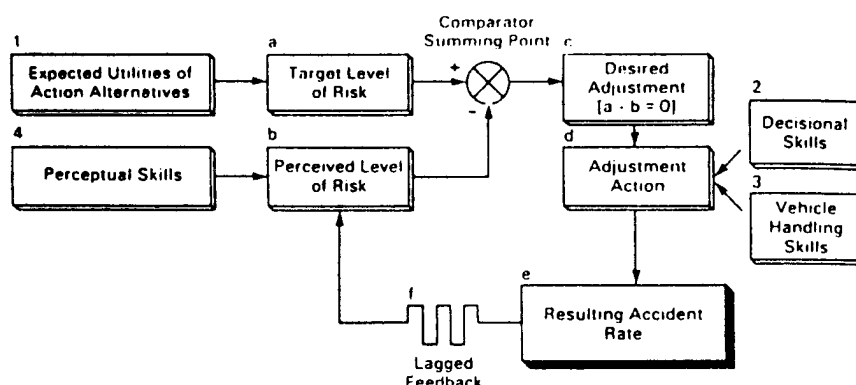 Comparator
Summing Point
1
Expected Utilities of
Action Alternatives
a
Target Level
of Risk
+
-
c
Desired
Adjustment
[a - b = 0]
4
Perceptual Skills
b
Perceived Level
of Risk
d
Adjustment
Action
2
Decisional
Skills
3
Vehicle
Handling
Skills
e
Resulting Accident
Rate
f
Lagged
Feedback